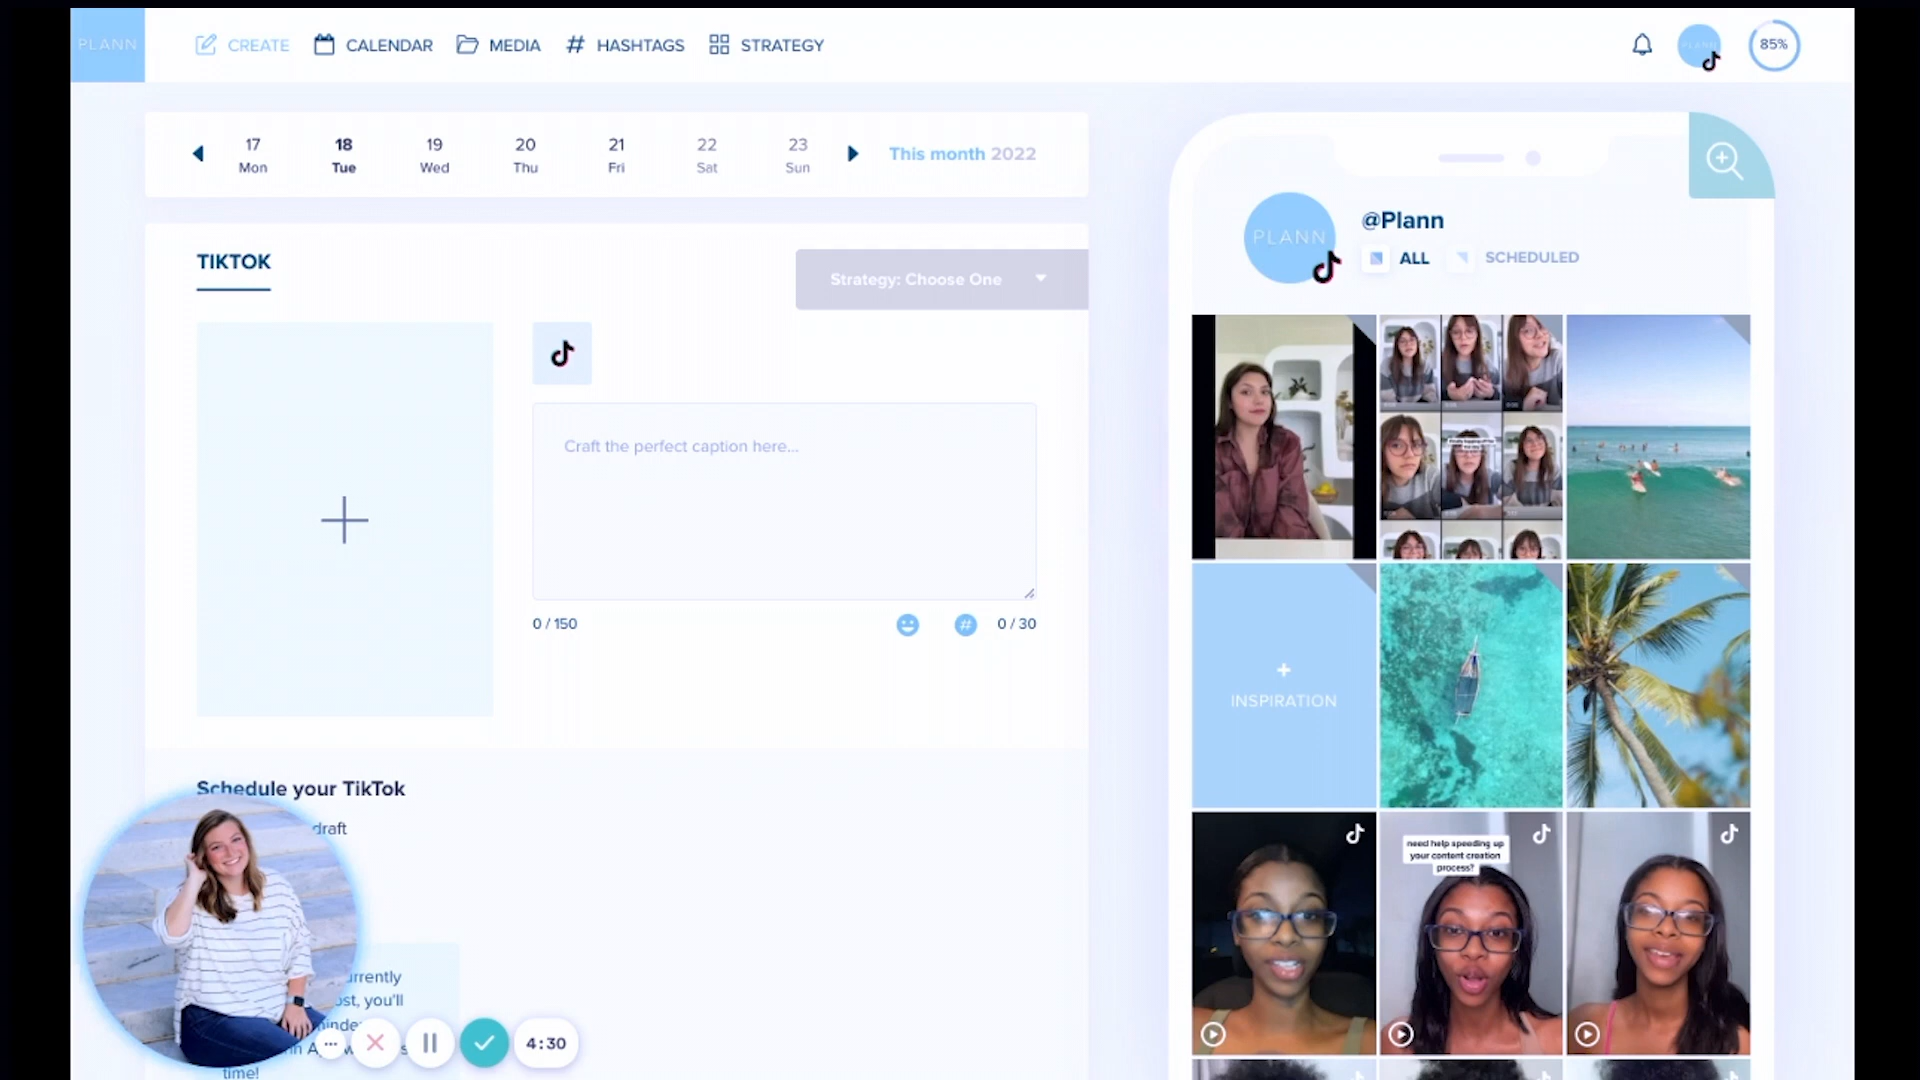 PLANN
CREATE
CALENDAR
MEDIA
# HASHTAGS
STRATEGY
85%
17 18 19 20 21 22 23
Mon Tue Wed Thu Fri Sat Sun
This month 2022
TIKTOK
Strategy: Choose One
Craft the perfect caption here...
0 / 150
# 0 / 30
Schedule your TikTok
draft
ost, you'll
time!
4:30
PLANN
@Plann
ALL
SCHEDULED
+
INSPIRATION
need help speeding up
your content creation
process?